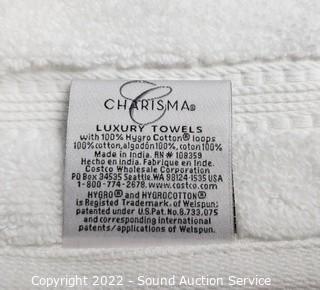 C
CHARISMA®
LUXURY TOWELS
with 100% Hygro Cotton® loops
100% cotton, algodón 100%, coton 100%
Made in India. RN # 108359
Hecho en India. Fabrique en Inde.
Costco Wholesale Corporation
PO BOX 34535 Seattle, WA 98124-1535 USA
1-800-774-2678 www.costco.com
HYGRO® and HYGROCOTTON®
is Registered Trademark of Welspun;
patented under U.S. Pat. No. 8,733,075
and corresponding international
patents/applications of Welspun.
Copyright 2022 - Sound Auction Service